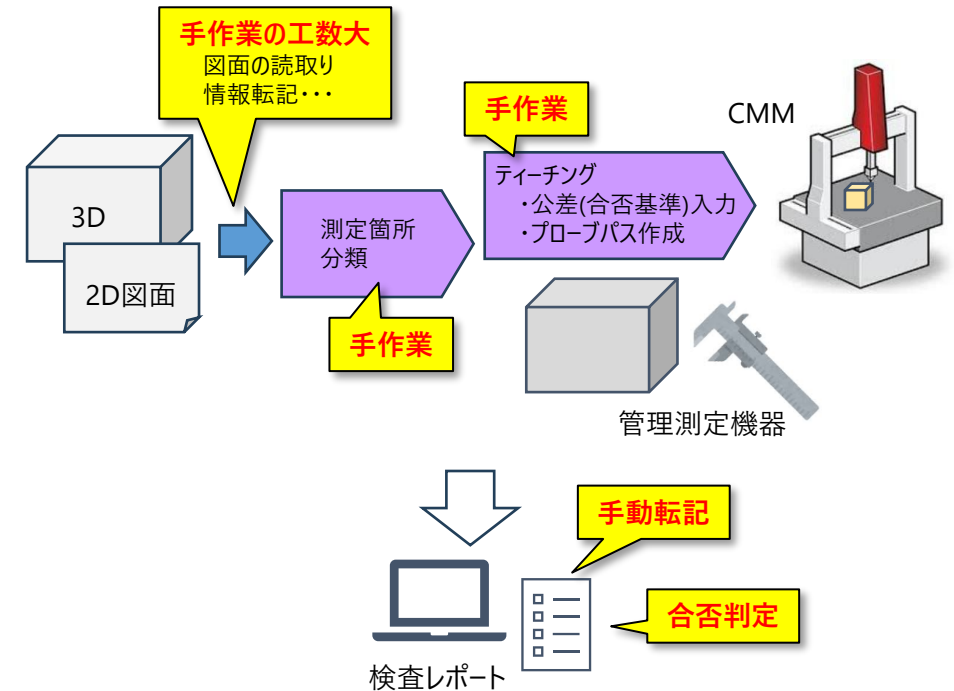 手作業の工数大
図面の読取り
情報転記・・・
手作業
CMM
ティーチング
・公差(合否基準)入力
・プローブパス作成
3D
測定箇所
分類
2D図面
手作業
管理測定機器
手動転記
合否判定
検査レポート